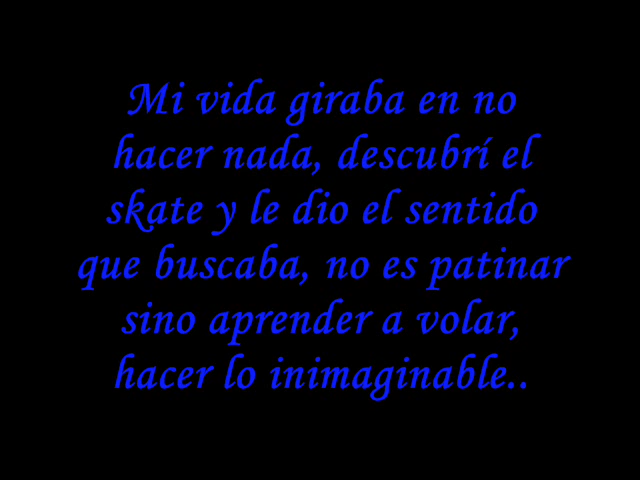 Mi vida giraba en no
hacer nada, descubrí el
skate y le dio el sentido
que buscaba, no es patinar
sino aprender a volar,
hacer lo inimaginable..